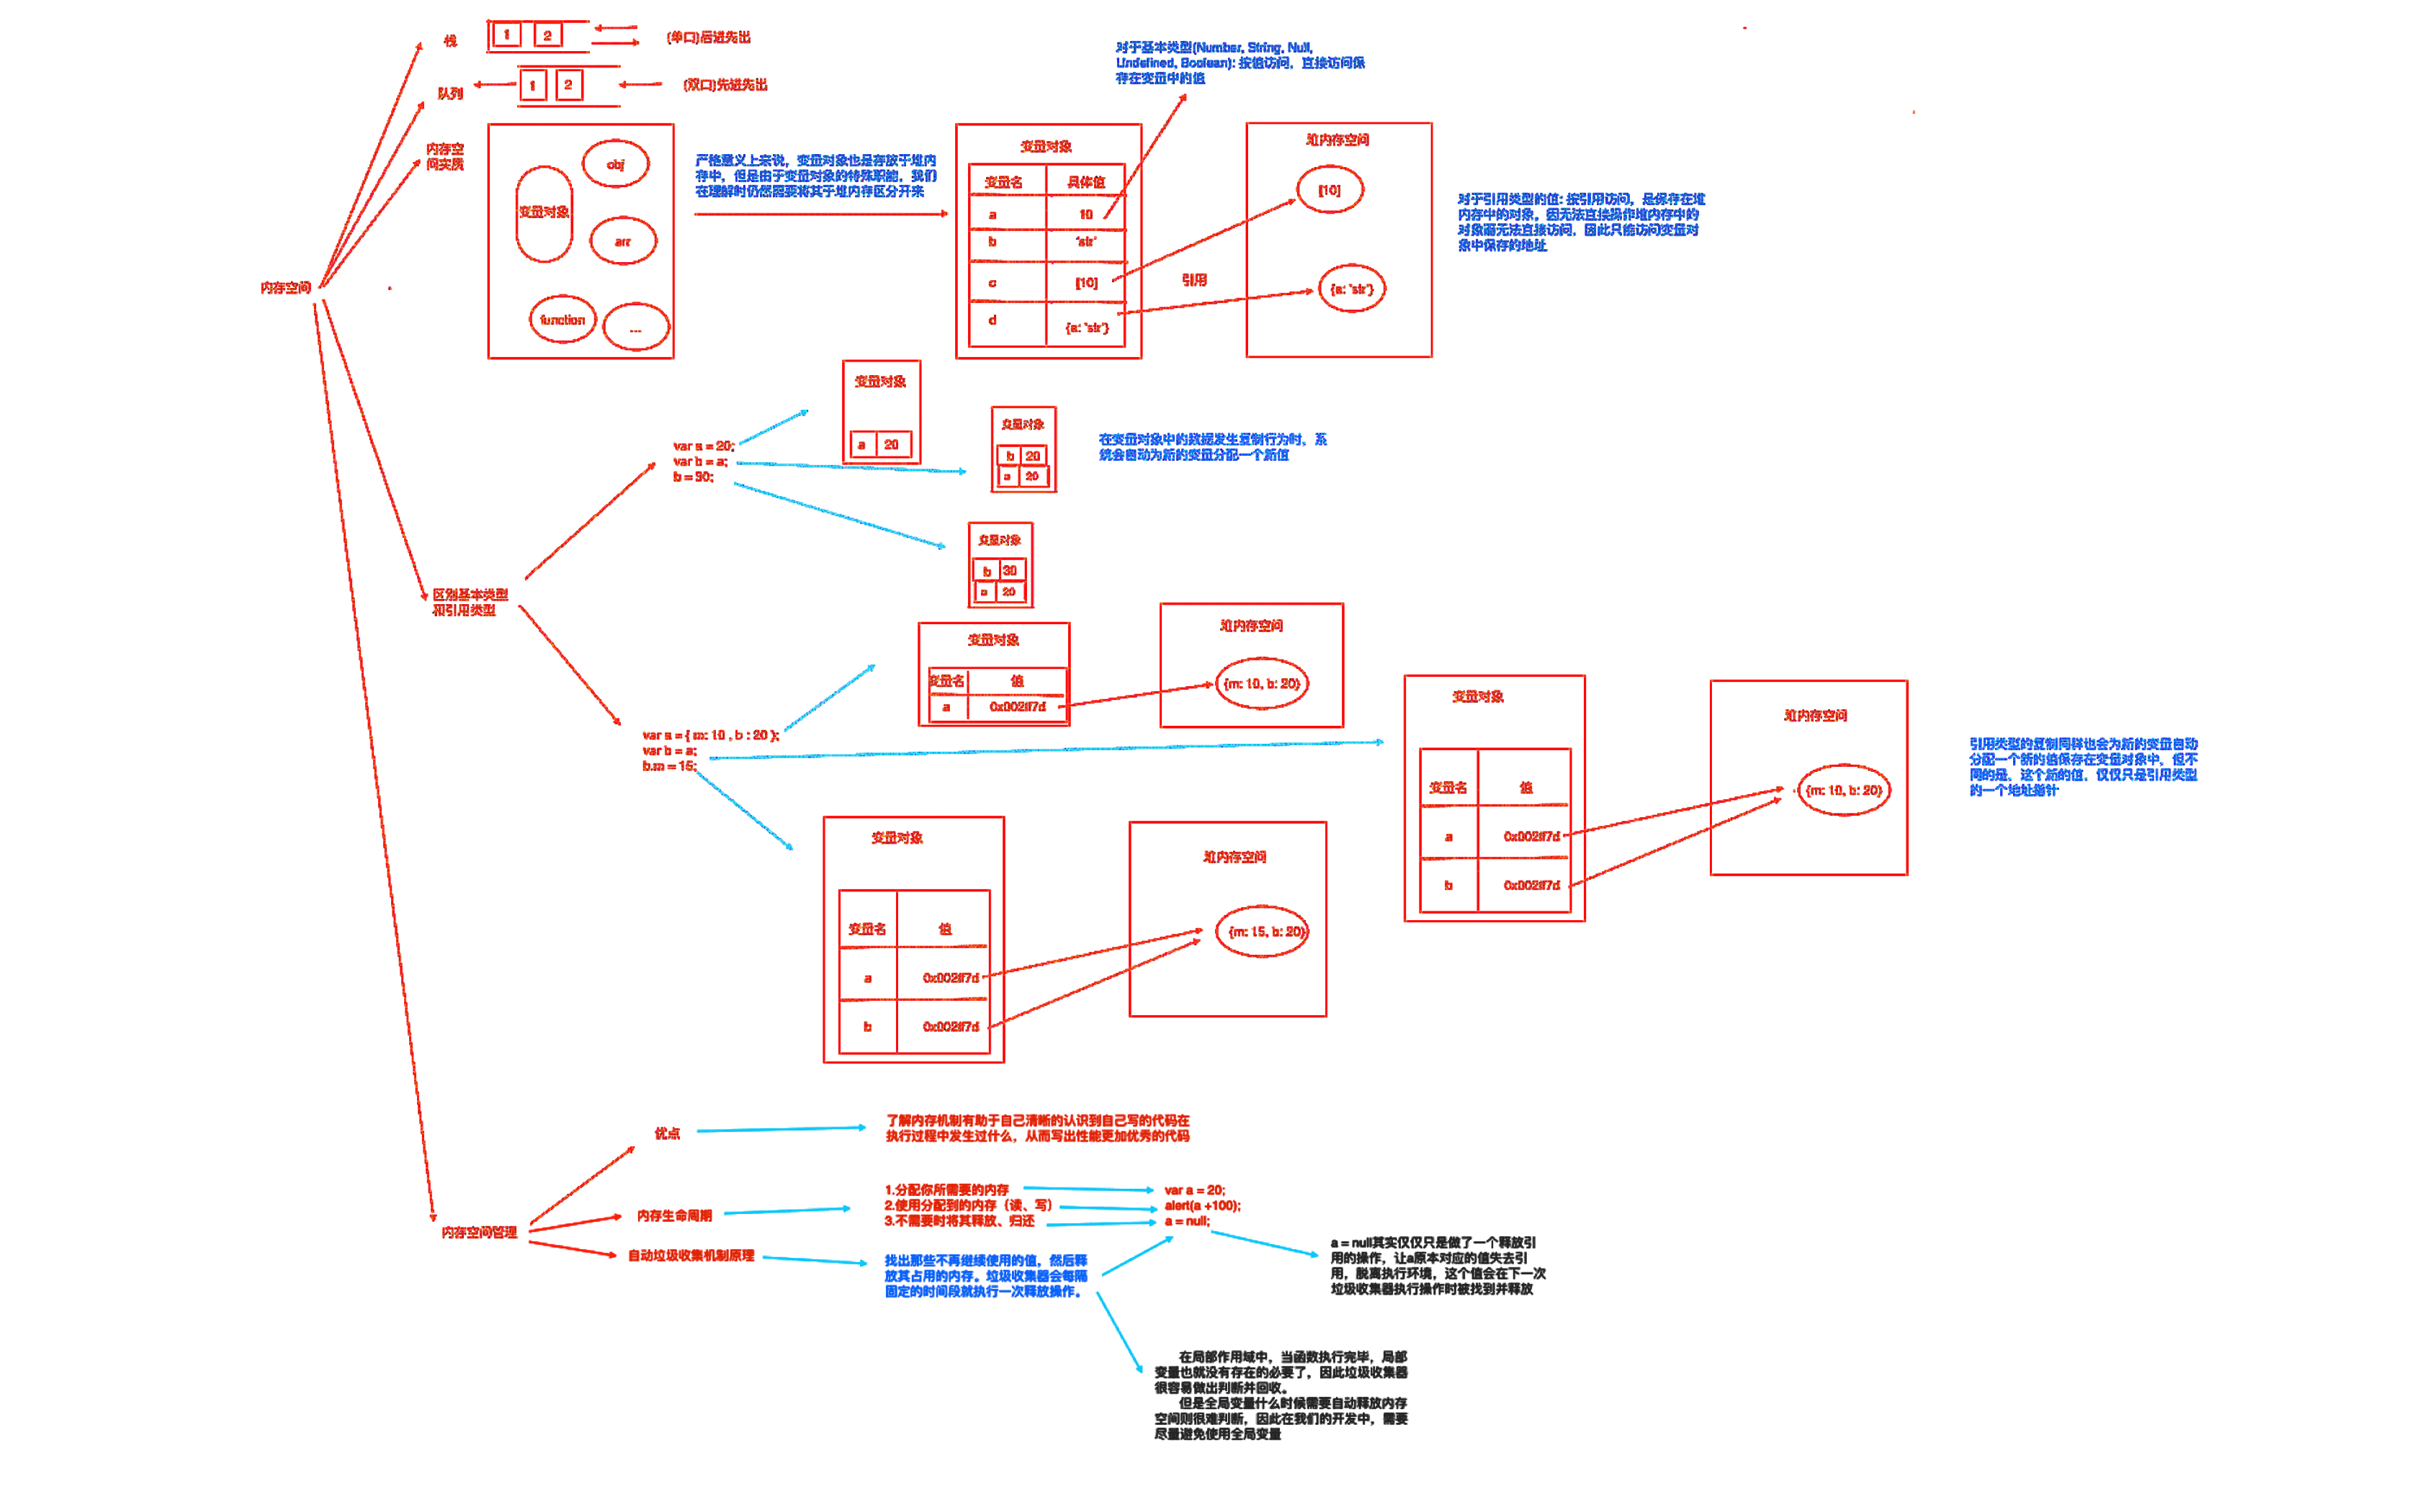 栈
1
2
(单口)后进先出
队列
1
2
(双口)先进先出
内存空
间实质
变量对象
obj
arr
function
...
严格意义上来说，变量对象也是存放于堆内
存中，但是由于变量对象的特殊职能，我们
在理解时仍然需要将其于堆内存区分开来
变量对象
变量名
具体值
a
10
b
'str'
c
[10]
d
{a: 'str'}
对于基本类型(Number, String, Null,
Undefined, Boolean): 按值访问，直接访问保
存在变量中的值
引用
堆内存空间
[10]
{a: 'str'}
对于引用类型的值: 按引用访问，是保存在堆
内存中的对象，因无法直接操作堆内存中的
对象而无法直接访问，因此只能访问变量对
象中保存的地址
内存空间
区别基本类型
和引用类型
var a = 20;
var b = a;
b = 30;
变量对象
a
20
变量对象
b
20
a
20
在变量对象中的数据发生复制行为时，系
统会自动为新的变量分配一个新值
变量对象
b
30
a
20
var a = { m: 10 , b : 20 };
var b = a;
b.m = 15;
变量对象
变量名
值
a
0x002ff7d
堆内存空间
{m: 10, b: 20}
变量对象
变量名
值
a
0x002ff7d
b
0x002ff7d
堆内存空间
{m: 10, b: 20}
引用类型的复制同样也会为新的变量自动
分配一个新的值保存在变量对象中，但不
同的是，这个新的值，仅仅只是引用类型
的一个地址指针
变量对象
变量名
值
a
0x002ff7d
b
0x002ff7d
堆内存空间
{m: 15, b: 20}
内存空间管理
优点
了解内存机制有助于自己清晰的认识到自己写的代码在
执行过程中发生过什么，从而写出性能更加优秀的代码
内存生命周期
1.分配你所需要的内存
2.使用分配到的内存（读、写）
3.不需要时将其释放、归还
var a = 20;
alert(a +100);
a = null;
自动垃圾收集机制原理
找出那些不再继续使用的值，然后释
放其占用的内存。垃圾收集器会每隔
固定的时间段就执行一次释放操作。
a = null其实仅仅只是做了一个释放引
用的操作，让a原本对应的值失去引
用，脱离执行环境，这个值会在下一次
垃圾收集器执行操作时被找到并释放
在局部作用域中，当函数执行完毕，局部
变量也就没有存在的必要了，因此垃圾收集器
很容易做出判断并回收。
但是全局变量什么时候需要自动释放内存
空间则很难判断，因此在我们的开发中，需要
尽量避免使用全局变量